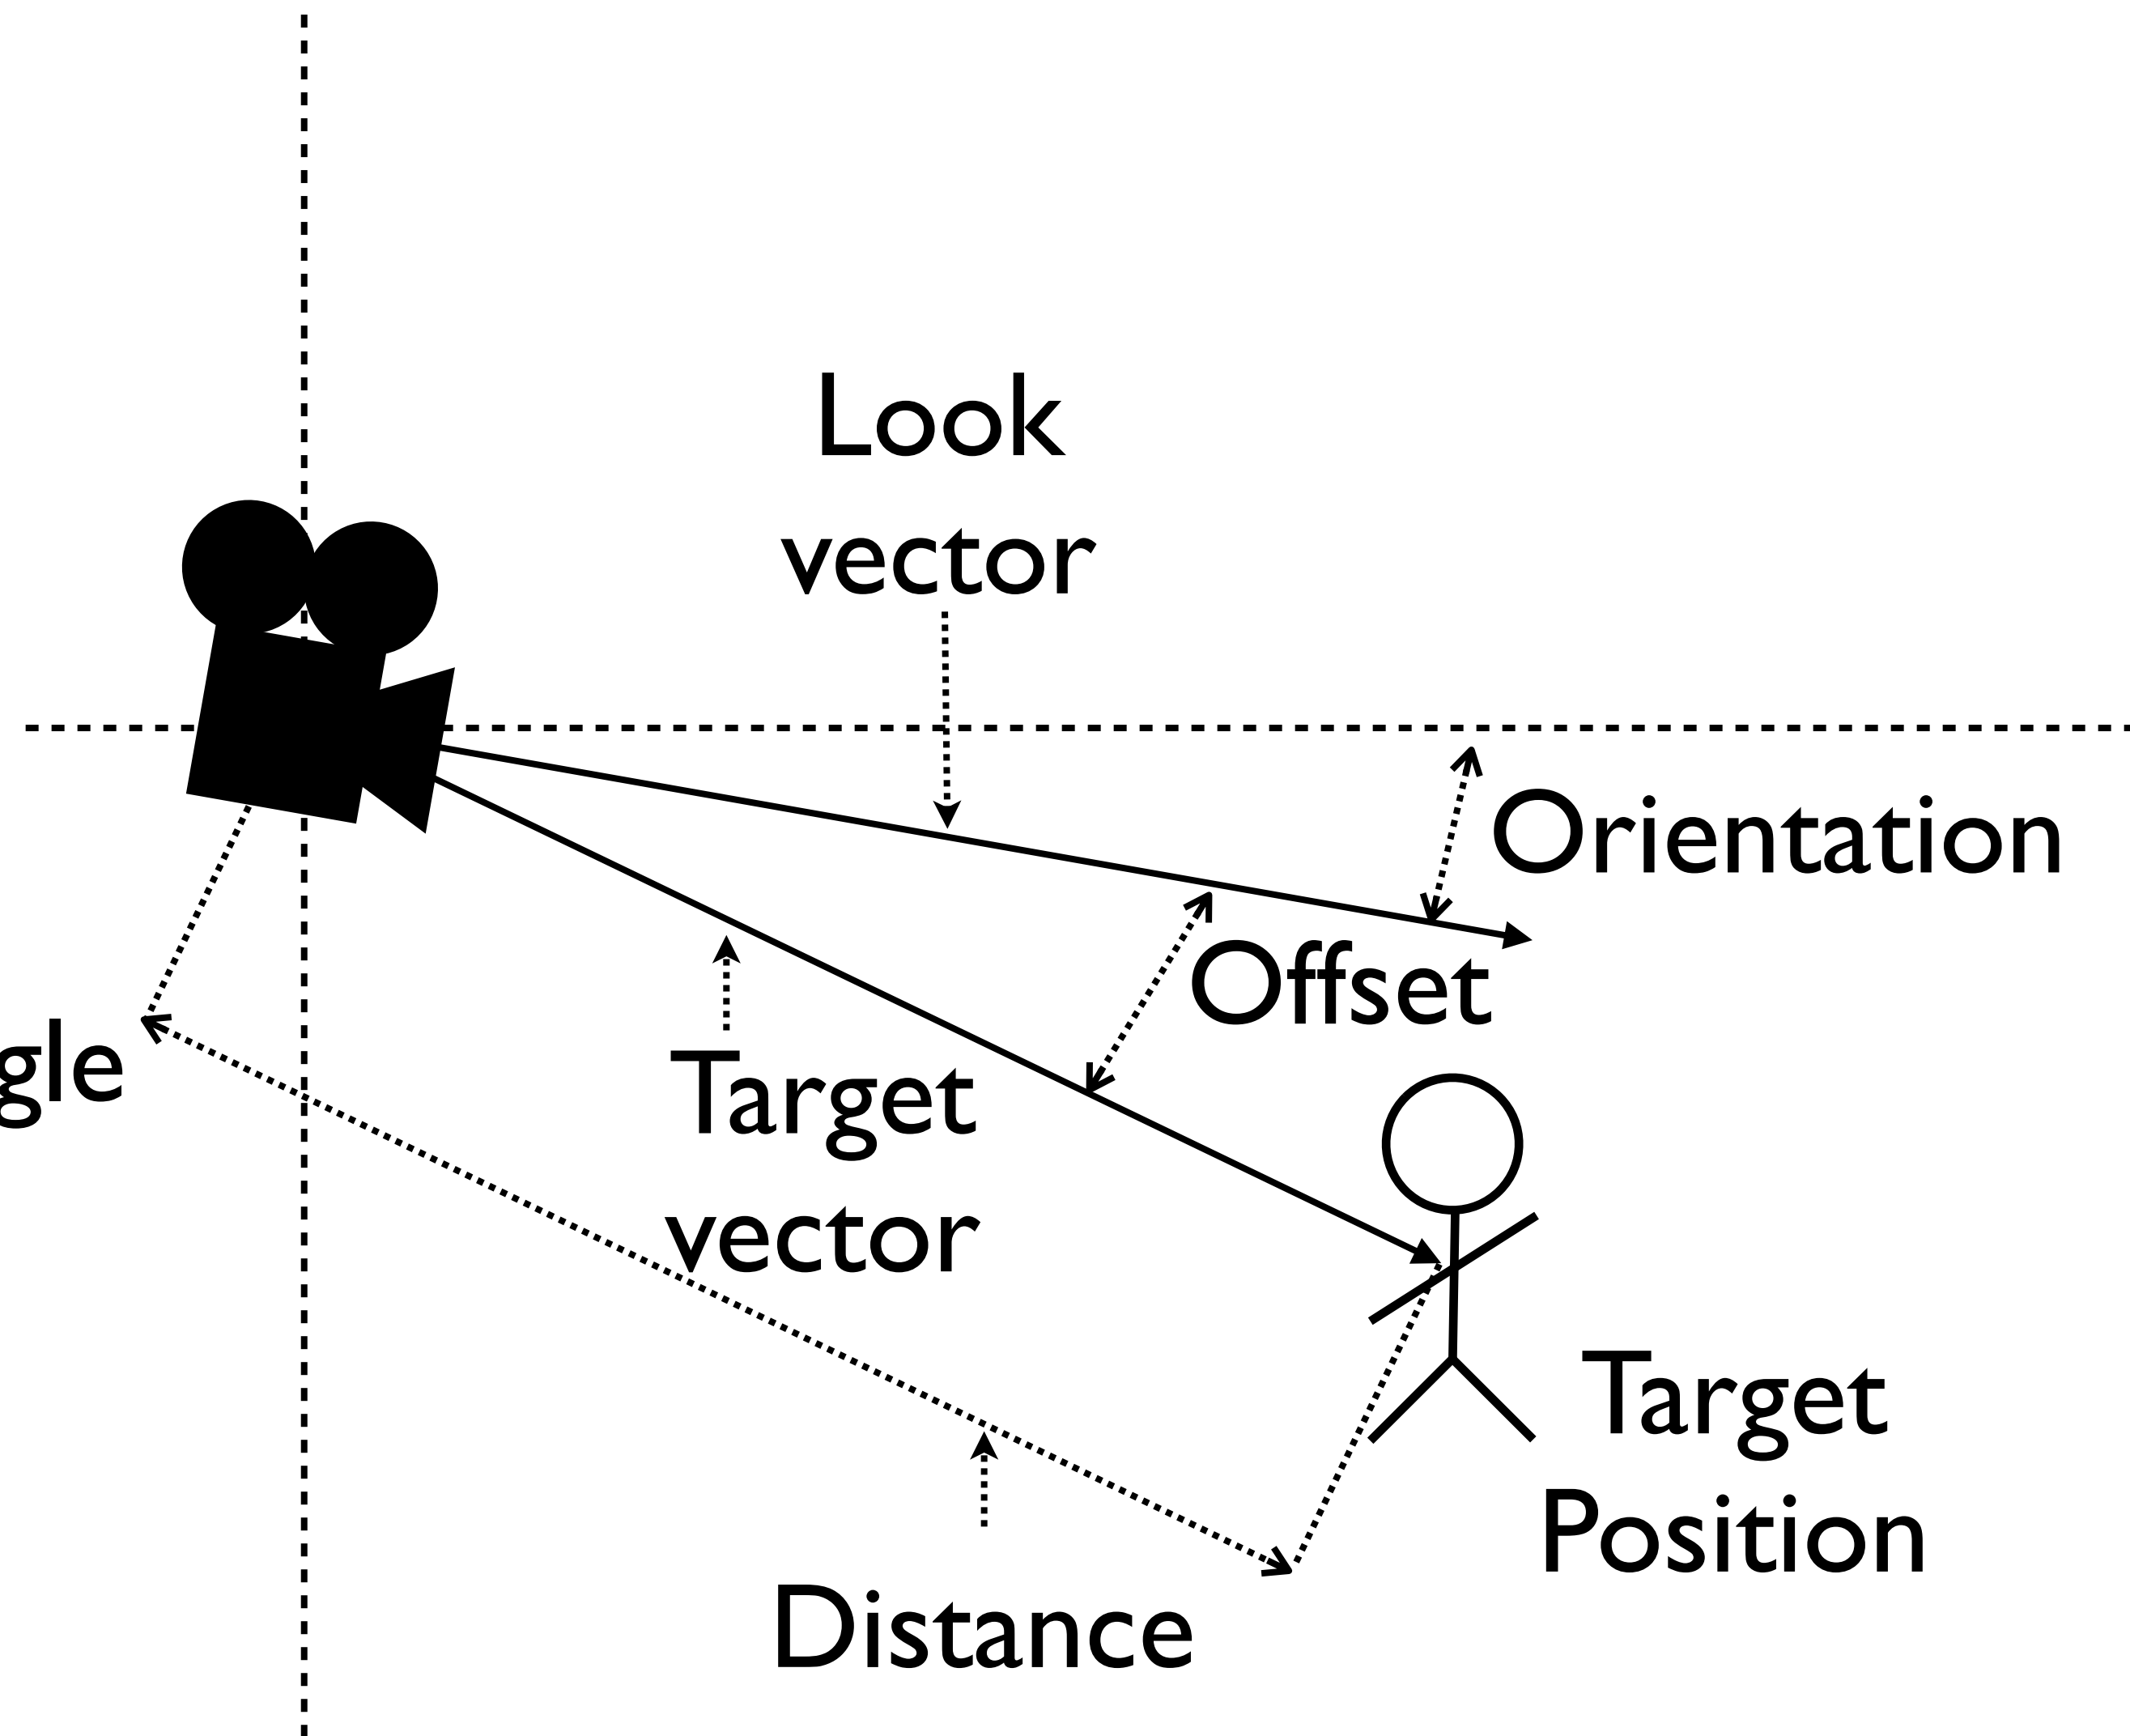 Look
vector
Orientation
Offset
gle
Target
vector
Target
Position
Distance